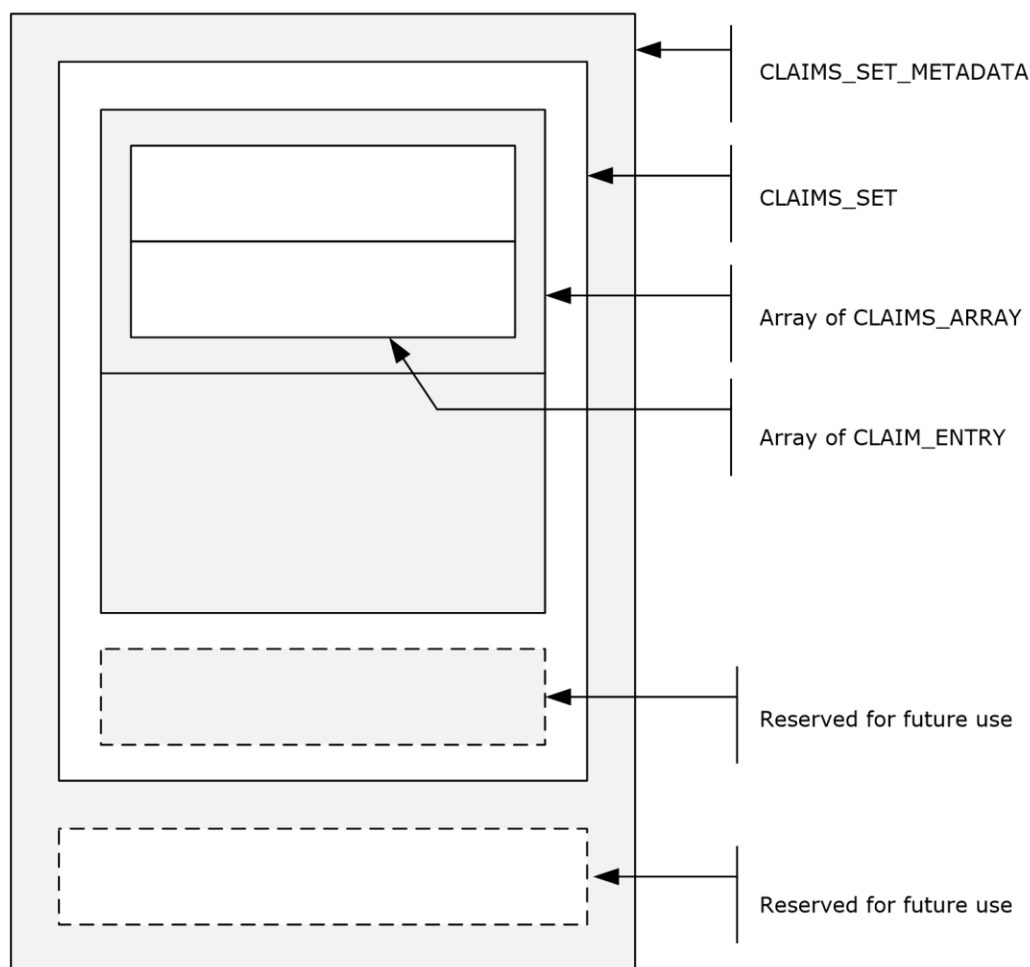 CLAIMS_SET_METADATA
CLAIMS_SET
Array of CLAIMS_ARRAY
Array of CLAIM_ENTRY
Reserved for future use
Reserved for future use